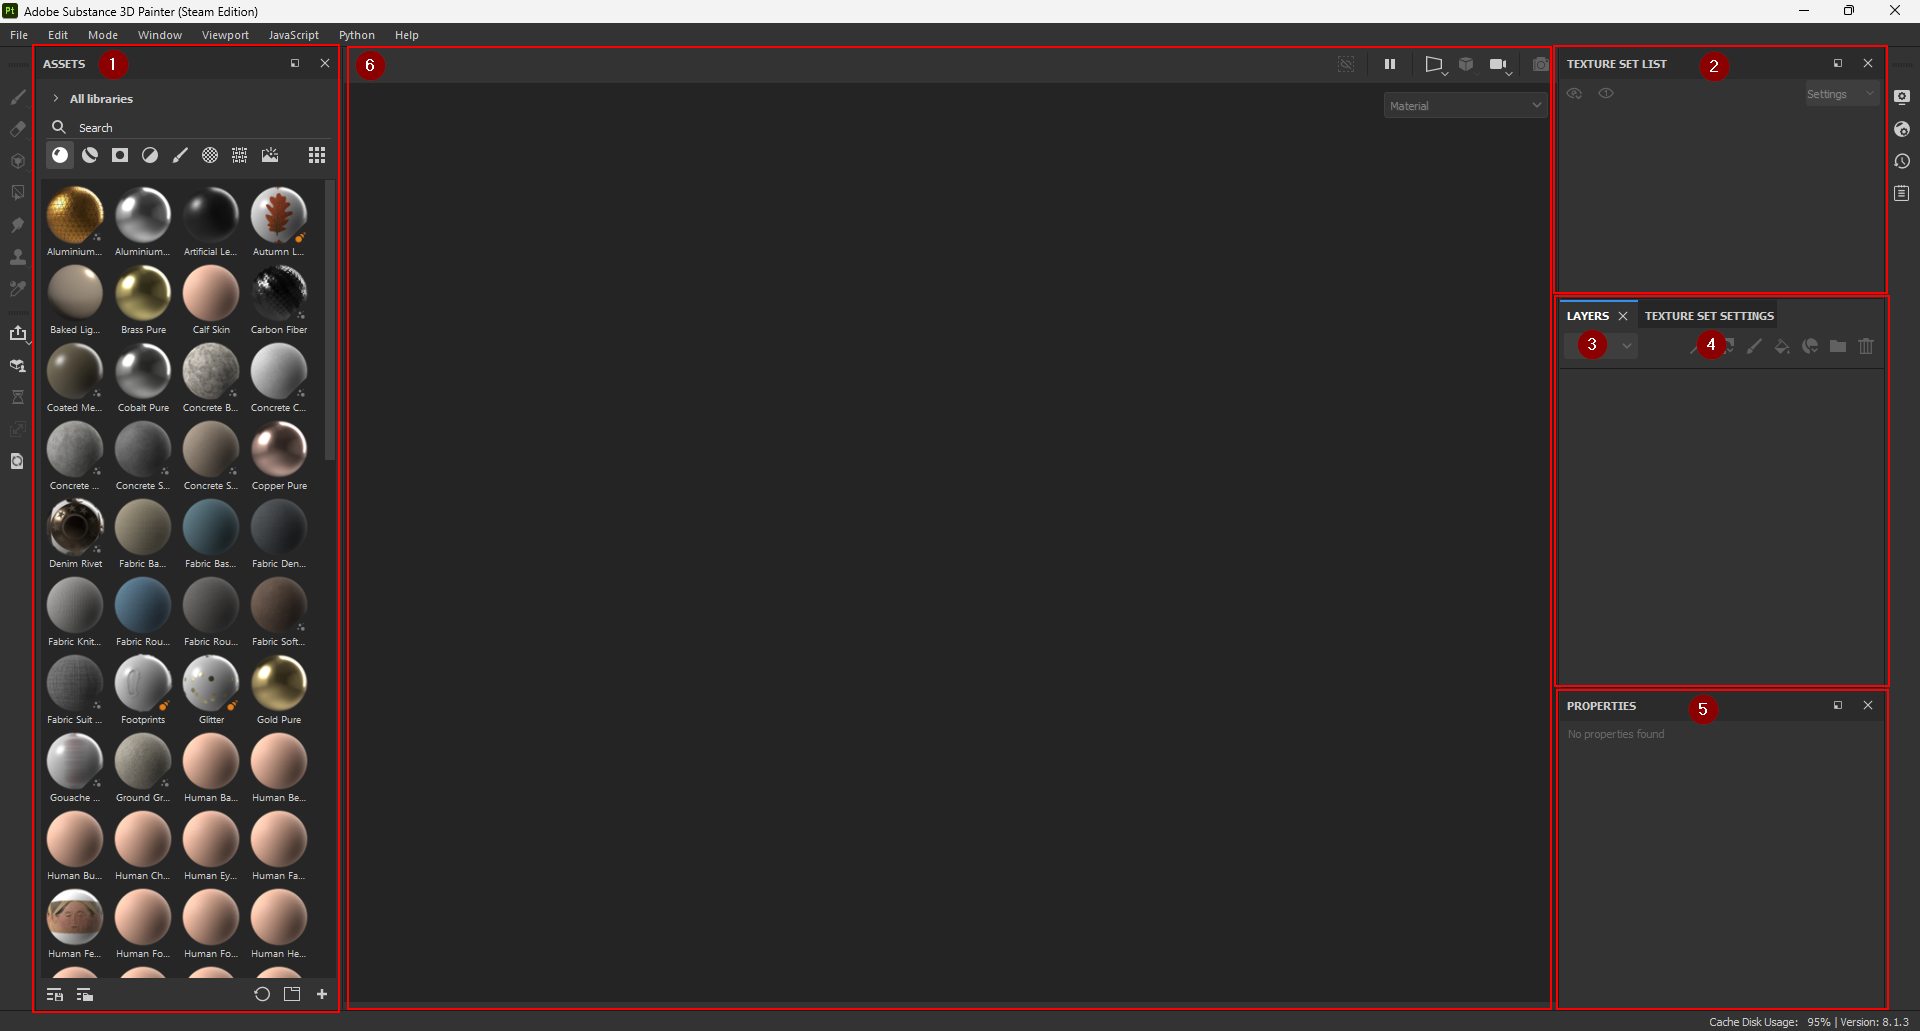 Pt Adobe Substance 3D Painter (Steam Edition)
File Edit Mode Window Viewport JavaScript Python Help
ASSETS 1
All libraries
Search
Aluminium... Aluminium... Artificial Le... Autumn L...
Baked Lig... Brass Pure Calf Skin Carbon Fiber
Coated Me... Cobalt Pure Concrete B... Concrete C...
Concrete ... Concrete S... Concrete S... Copper Pure
Denim Rivet Fabric Ba... Fabric Bas... Fabric Den...
Fabric Knit... Fabric Rou... Fabric Rou... Fabric Soft...
Fabric Suit ... Footprints Glitter Gold Pure
Gouache ... Ground Gr... Human Ba... Human Be...
Human Bu... Human Ch... Human Ey... Human Fa...
Human Fe... Human Fo... Human Fo... Human He...
6
Material
TEXTURE SET LIST 2
Settings
LAYERS TEXTURE SET SETTINGS
3 4
PROPERTIES 5
No properties found
Cache Disk Usage: 95% | Version: 8.1.3